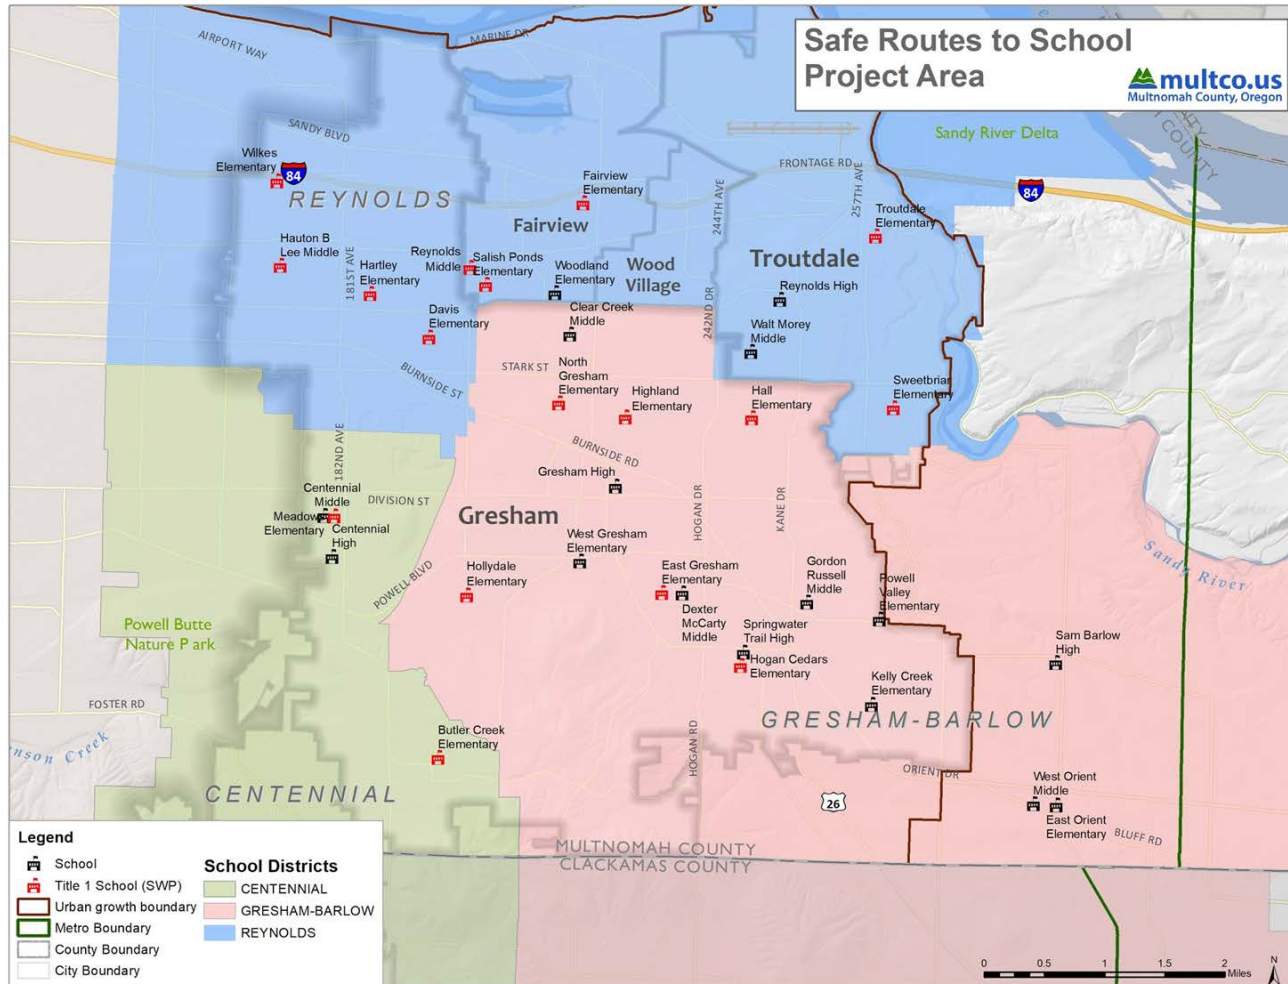 Safe Routes to School
Project Area
multco.us
Multnomah County, Oregon
AIRPORT WAY
MARINE DR
SANDY BLVD
Sandy River Delta
Wilkes
Elementary
84
FRONTAGE RD
REYNOLDS
Fairview
Elementary
244TH AVE
257TH AVE
84
Troutdale
Elementary
Fairview
Hauton B
Lee Middle
181ST AVE
Hartley
Elementary
Reynolds
Middle
Salish Ponds
Elementary
Woodland
Elementary
Wood
Village
Troutdale
Reynolds High
Davis
Elementary
Clear Creek
Middle
242ND DR
Walt Morey
Middle
BURNSIDE ST
STARK ST
North
Gresham
Elementary
Highland
Elementary
Hall
Elementary
Sweetbriar
Elementary
182ND AVE
BURNSIDE RD
Gresham High
Centennial
Middle
DIVISION ST
Meadows
Elementary
Centennial
High
Gresham
HOGAN DR
KANE DR
West Gresham
Elementary
POWELL BLVD
Hollydale
Elementary
East Gresham
Elementary
Dexter
McCarty
Middle
Gordon
Russell
Middle
Powell
Valley
Elementary
Sandy River
Powell Butte
Nature Park
Springwater
Trail High
Hogan Cedars
Elementary
Sam Barlow
High
Kelly Creek
Elementary
FOSTER RD
GRESHAM-BARLOW
nson Creek
Butler Creek
Elementary
HOGAN RD
ORIENT DR
CENTENNIAL
26
West Orient
Middle
East Orient
Elementary
BLUFF RD
MULTNOMAH COUNTY
CLACKAMAS COUNTY
Legend
School
Title 1 School (SWP)
Urban growth boundary
Metro Boundary
County Boundary
City Boundary
School Districts
CENTENNIAL
GRESHAM-BARLOW
REYNOLDS
0 0.5 1 1.5 2
Miles
N